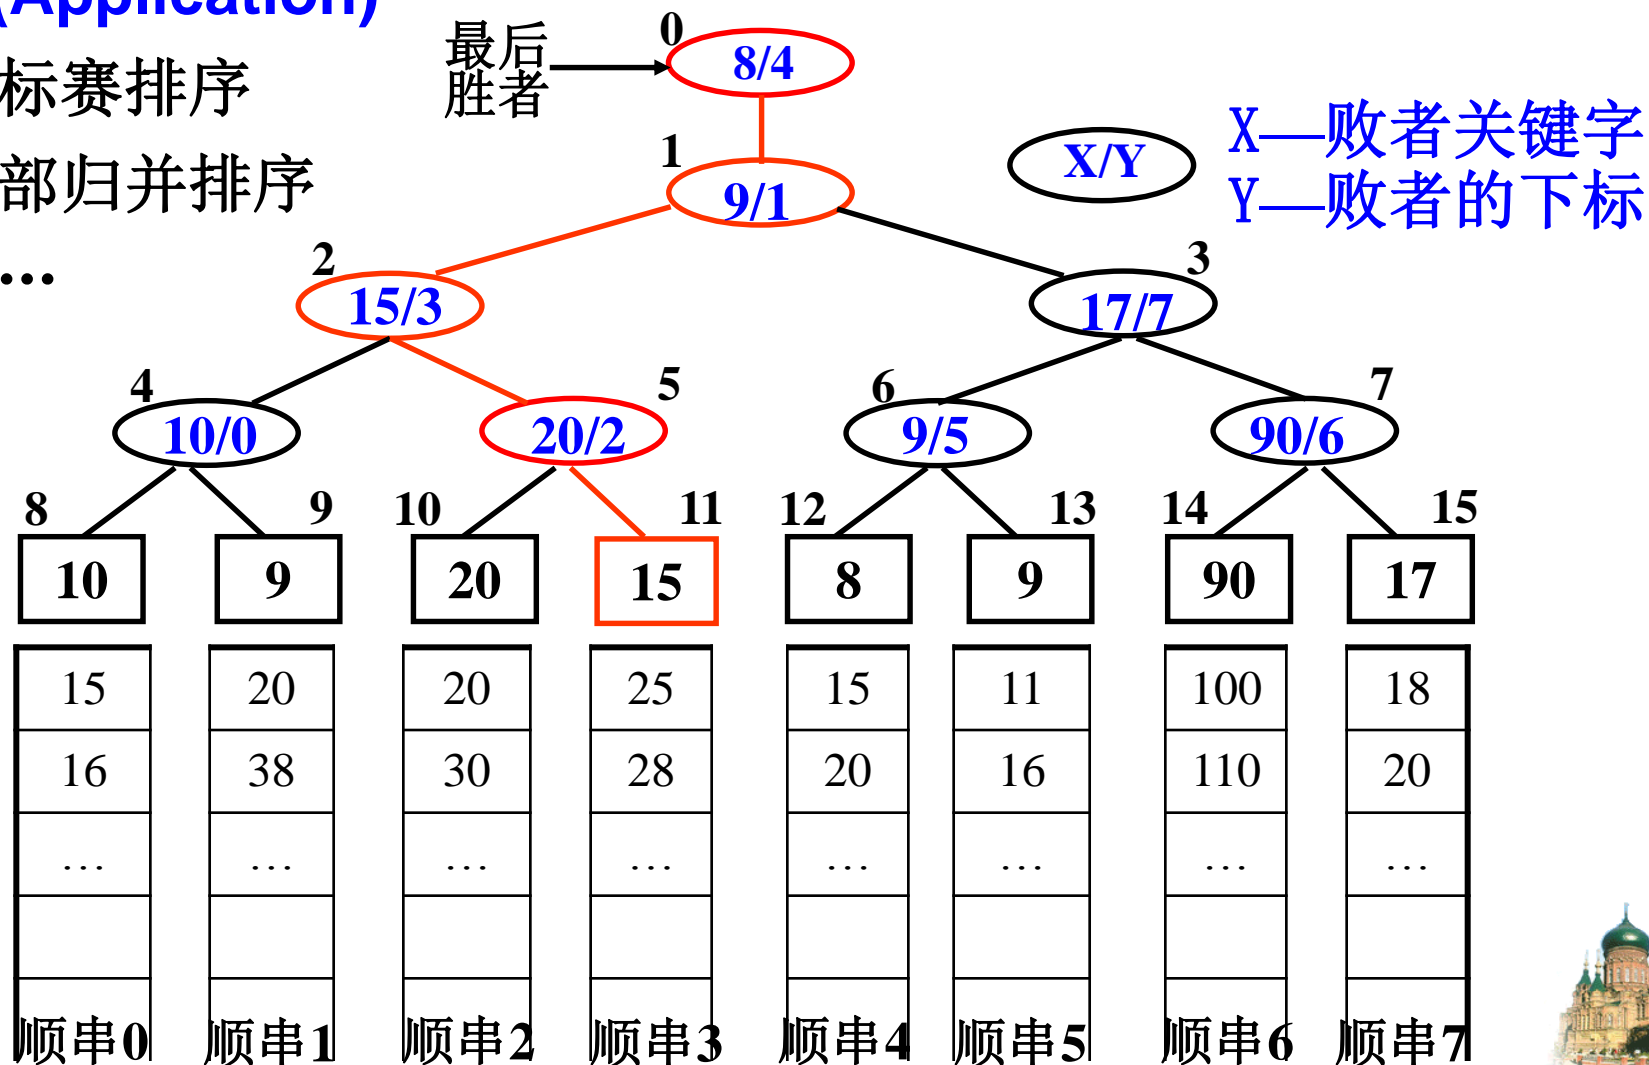 (Application)
标赛排序
部归并排序
...
最后
胜者
0
8/4
1
9/1
X/Y
X—败者关键字
Y—败者的下标
2
15/3
3
17/7
4
10/0
5
20/2
6
9/5
7
90/6
8 9 10 11 12 13 14 15
10 9 20 15 8 9 90 17
15 20 20 25 15 11 100 18
16 38 30 28 20 16 110 20
… … … … … … … …
顺串0 顺串1 顺串2 顺串3 顺串4 顺串5 顺串6 顺串7